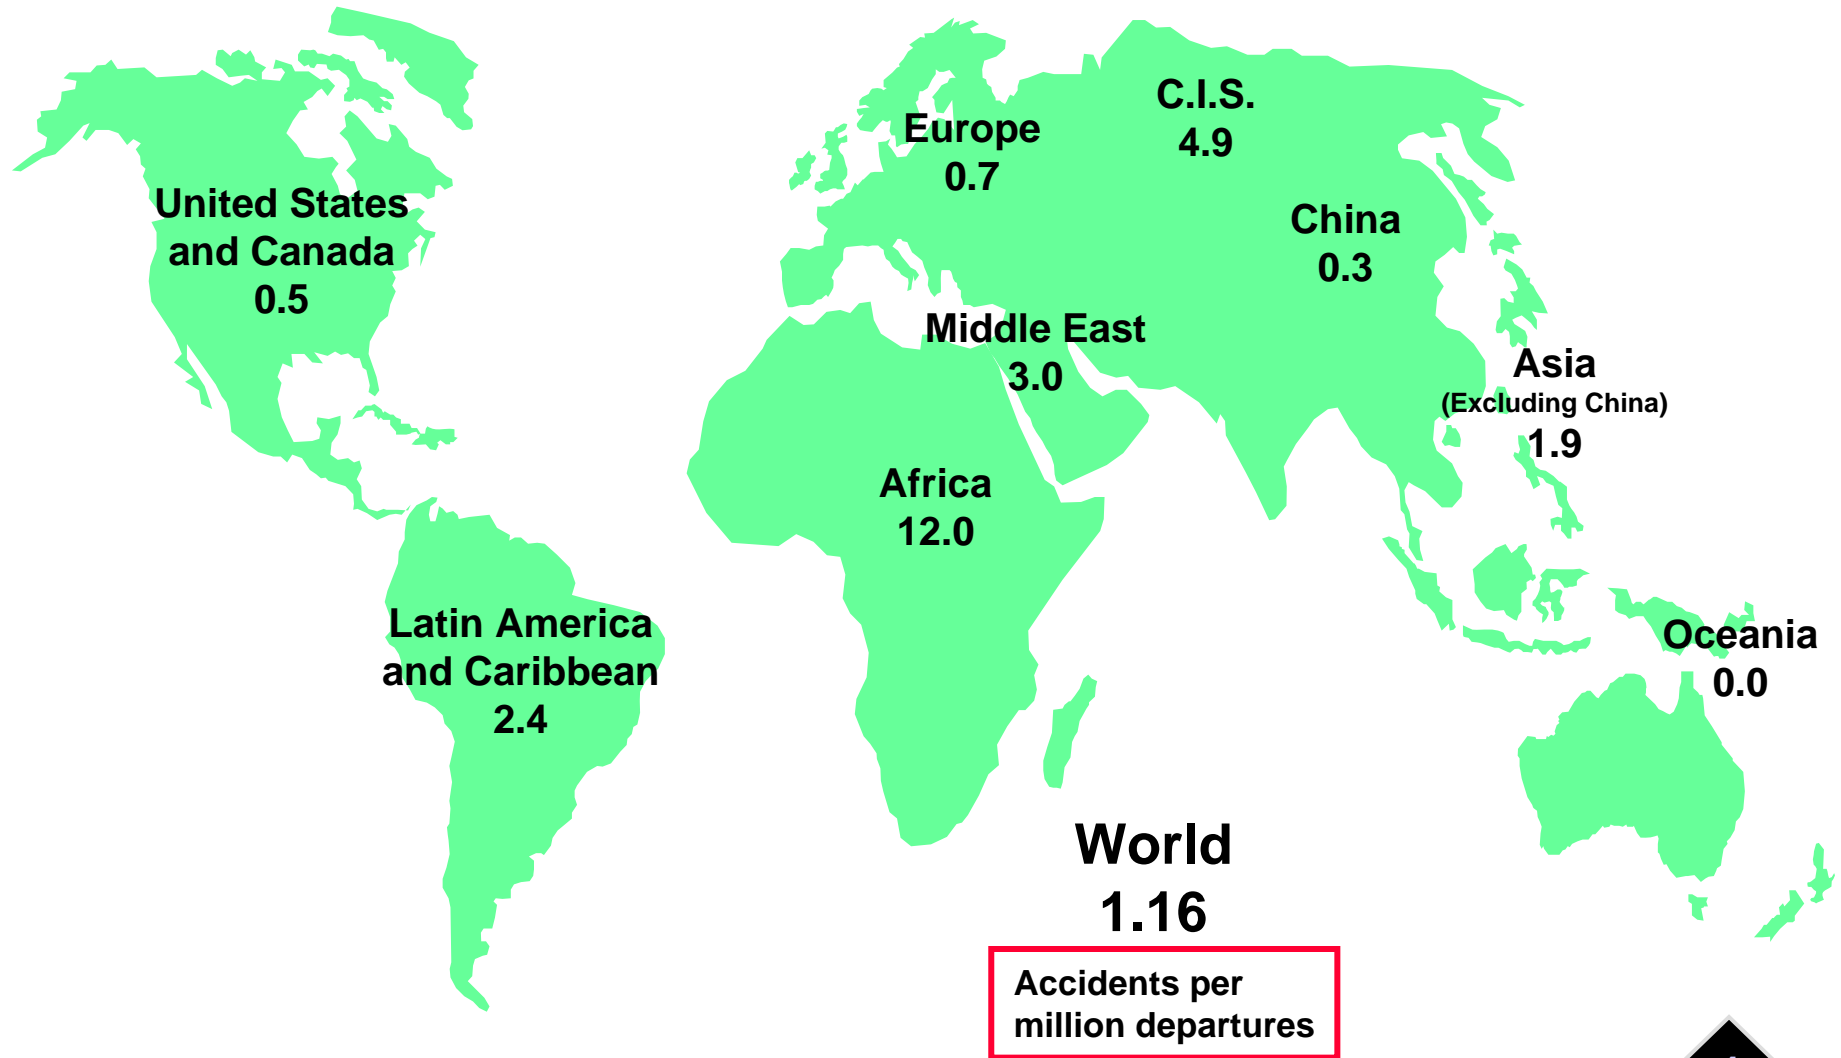 C.I.S.
4.9
Europe
0.7
United States
and Canada
0.5
China
0.3
Middle East
3.0
Asia
(Excluding China)
1.9
Africa
12.0
Latin America
and Caribbean
2.4
Oceania
0.0
World
1.16
Accidents per
million departures